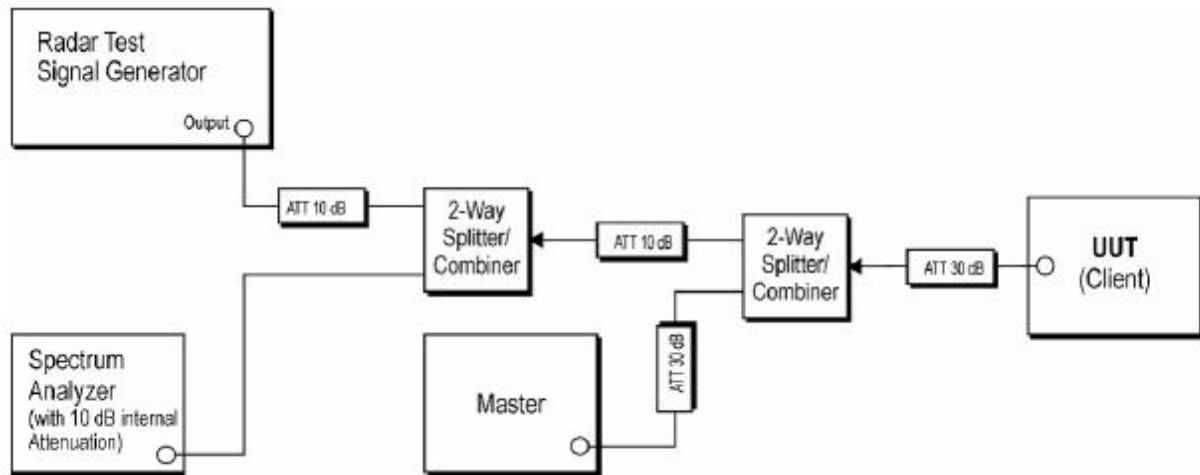 Radar Test
Signal Generator
Output
ATT 10 dB
2-Way
Splitter/
Combiner
ATT 10 dB
2-Way
Splitter/
Combiner
ATT 30 dB
UUT
(Client)
Spectrum
Analyzer
(with 10 dB internal
Attenuation)
Master
ATT 30 dB